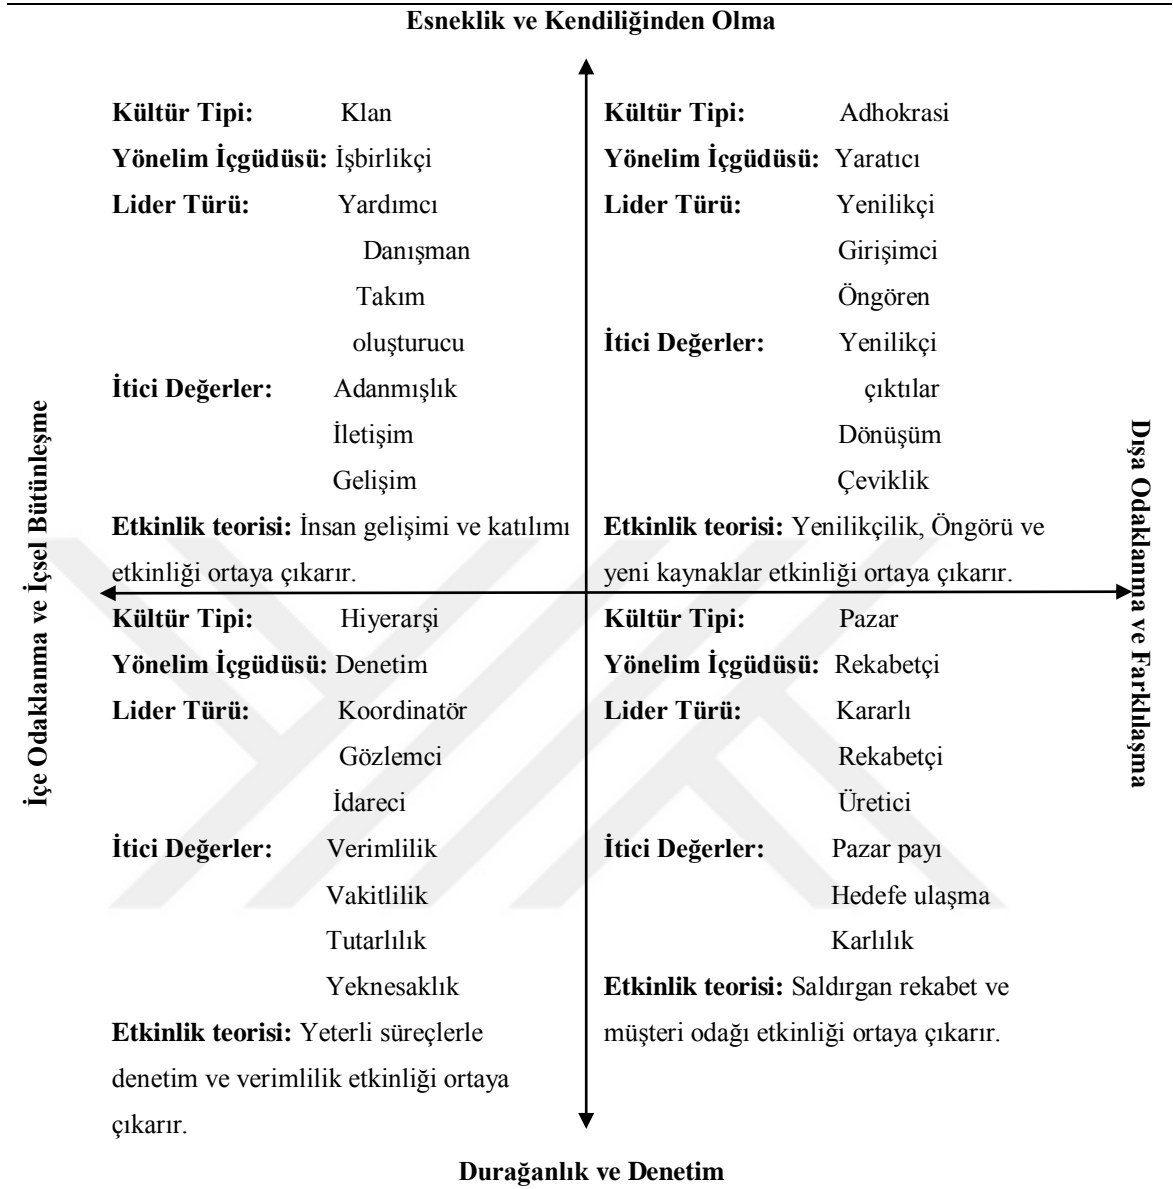 Esneklik ve Kendiliğinden Olma
Kültür Tipi: Klan
Yönelim İçgüdüsü: İşbirlikçi
Lider Türü: Yardımcı
Danışman
Takım
oluşturucu
İtici Değerler: Adanmışlık
İletişim
Gelişim
Etkinlik teorisi: İnsan gelişimi ve katılımı
etkinliği ortaya çıkarır.
Kültür Tipi: Adhokrasi
Yönelim İçgüdüsü: Yaratıcı
Lider Türü: Yenilikçi
Girişimci
Öngören
İtici Değerler: Yenilikçi
çıktılar
Dönüşüm
Çeviklik
Etkinlik teorisi: Yenilikçilik, Öngörü ve
yeni kaynaklar etkinliği ortaya çıkarır.
İçe Odaklanma ve İçsel Bütünleşme
Dışa Odaklanma ve Farklılaşma
Kültür Tipi: Hiyerarşi
Yönelim İçgüdüsü: Denetim
Lider Türü: Koordinatör
Gözlemci
İdareci
İtici Değerler: Verimlilik
Vakitlilik
Tutarlılık
Yeknesaklık
Etkinlik teorisi: Yeterli süreçlerle
denetim ve verimlilik etkinliği ortaya
çıkarır.
Kültür Tipi: Pazar
Yönelim İçgüdüsü: Rekabetçi
Lider Türü: Kararlı
Rekabetçi
Üretici
İtici Değerler: Pazar payı
Hedefe ulaşma
Karlılık
Etkinlik teorisi: Saldırgan rekabet ve
müşteri odağı etkinliği ortaya çıkarır.
Durağanlık ve Denetim